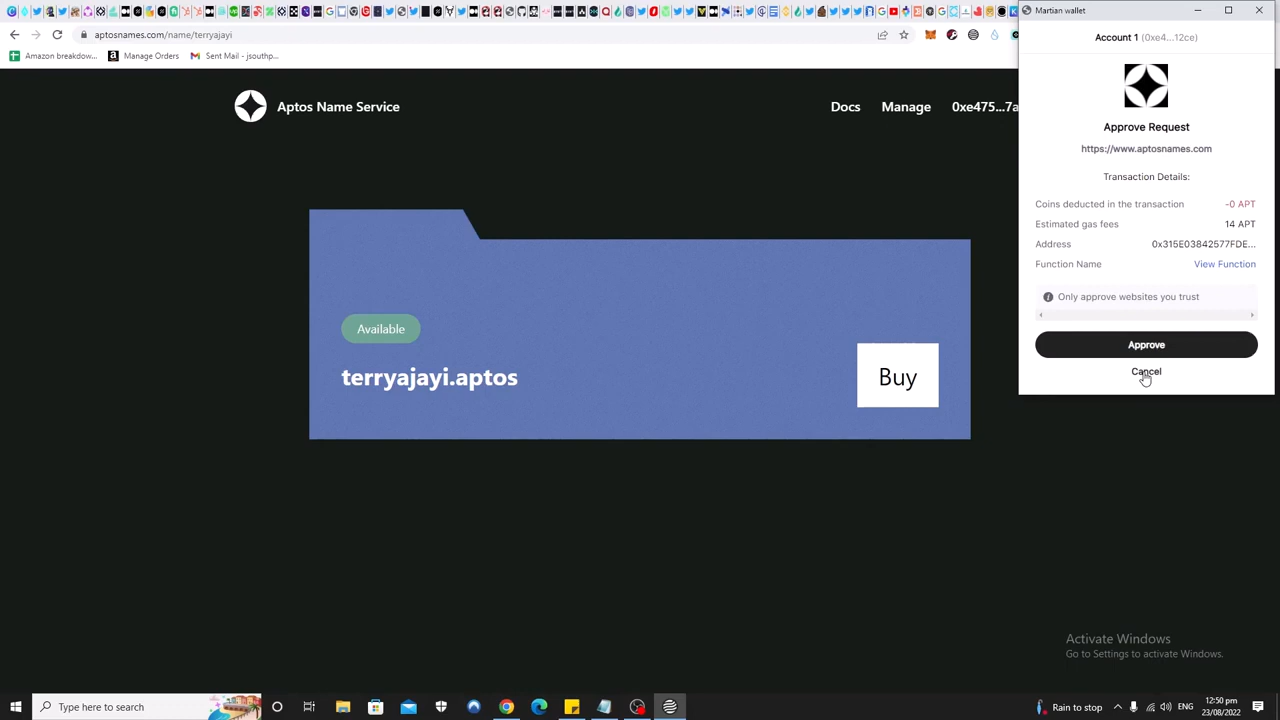 aptosnames.com/name/terryajayi
Amazon breakdow...
Manage Orders
Sent Mail - jsouthp...
Aptos Name Service
Docs
Manage
0xe475...7a
Available
terryajayi.aptos
Buy
Martian wallet
Account 1 (0xe4...12ce)
Approve Request
https://www.aptosnames.com
Transaction Details:
Coins deducted in the transaction -0 APT
Estimated gas fees 14 APT
Address 0x315E03842577FDE...
Function Name View Function
Only approve websites you trust
Approve
Cancel
Activate Windows
Go to Settings to activate Windows.
Type here to search
Rain to stop
ENG
12:50 pm
23/08/2022